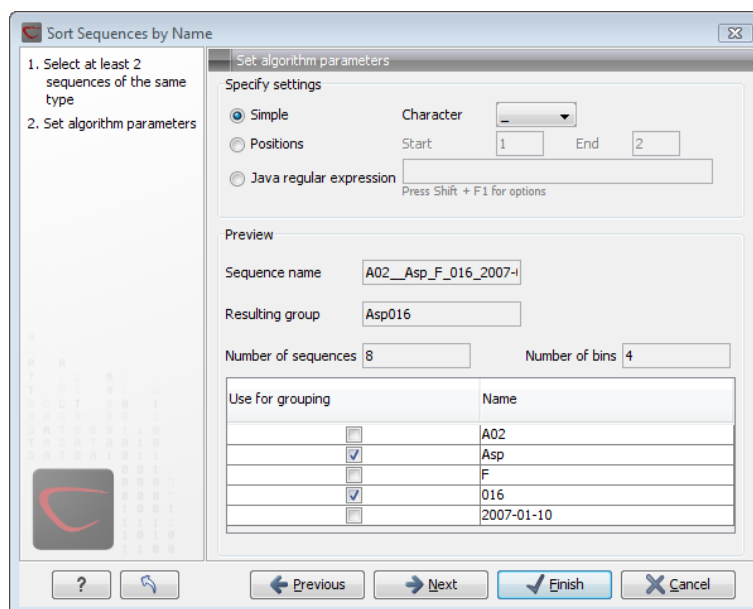 Sort Sequences by Name
1. Select at least 2
sequences of the same
type
2. Set algorithm parameters
Set algorithm parameters
Specify settings
Simple Character _
Positions Start 1 End 2
Java regular expression
Press Shift + F1 for options
Preview
Sequence name A02__Asp_F_016_2007-
Resulting group Asp016
Number of sequences 8 Number of bins 4
Use for grouping Name
A02
Asp
F
016
2007-01-10
? Previous Next Finish Cancel